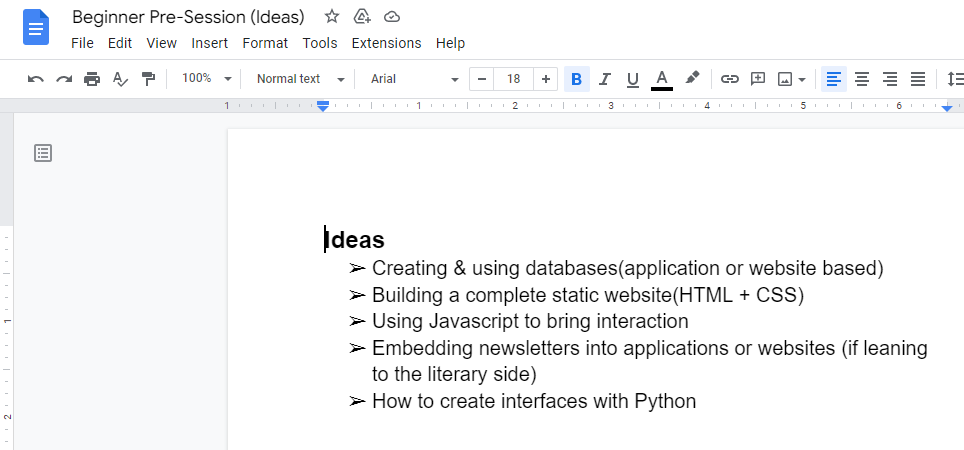 Beginner Pre-Session (Ideas)
File Edit View Insert Format Tools Extensions Help
100% Normal text Arial − 18 + B I U A
1 1 2 3 4 5 6
Ideas
➢ Creating & using databases(application or website based)
➢ Building a complete static website(HTML + CSS)
➢ Using Javascript to bring interaction
➢ Embedding newsletters into applications or websites (if leaning
to the literary side)
➢ How to create interfaces with Python
1
2